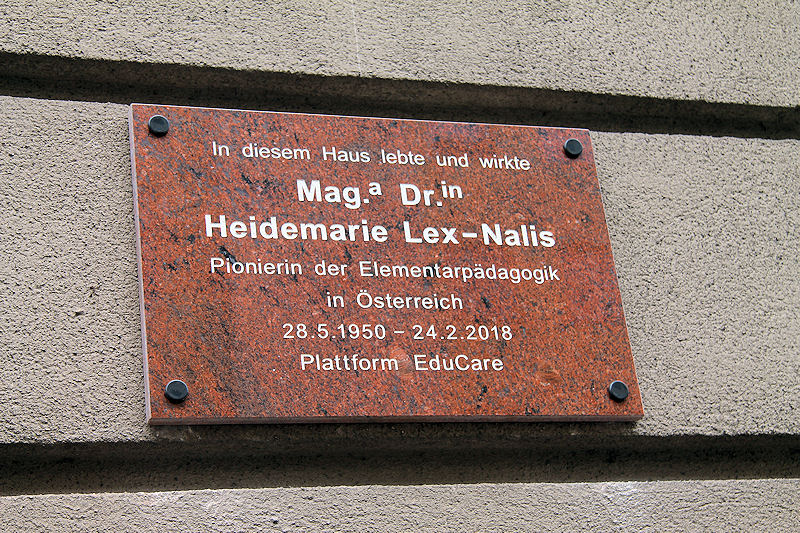 In diesem Haus lebte und wirkte
Mag.a Dr.in
Heidemarie Lex-Nalis
Pionierin der Elementarpädagogik
in Österreich
28.5.1950 - 24.2.2018
Plattform EduCare